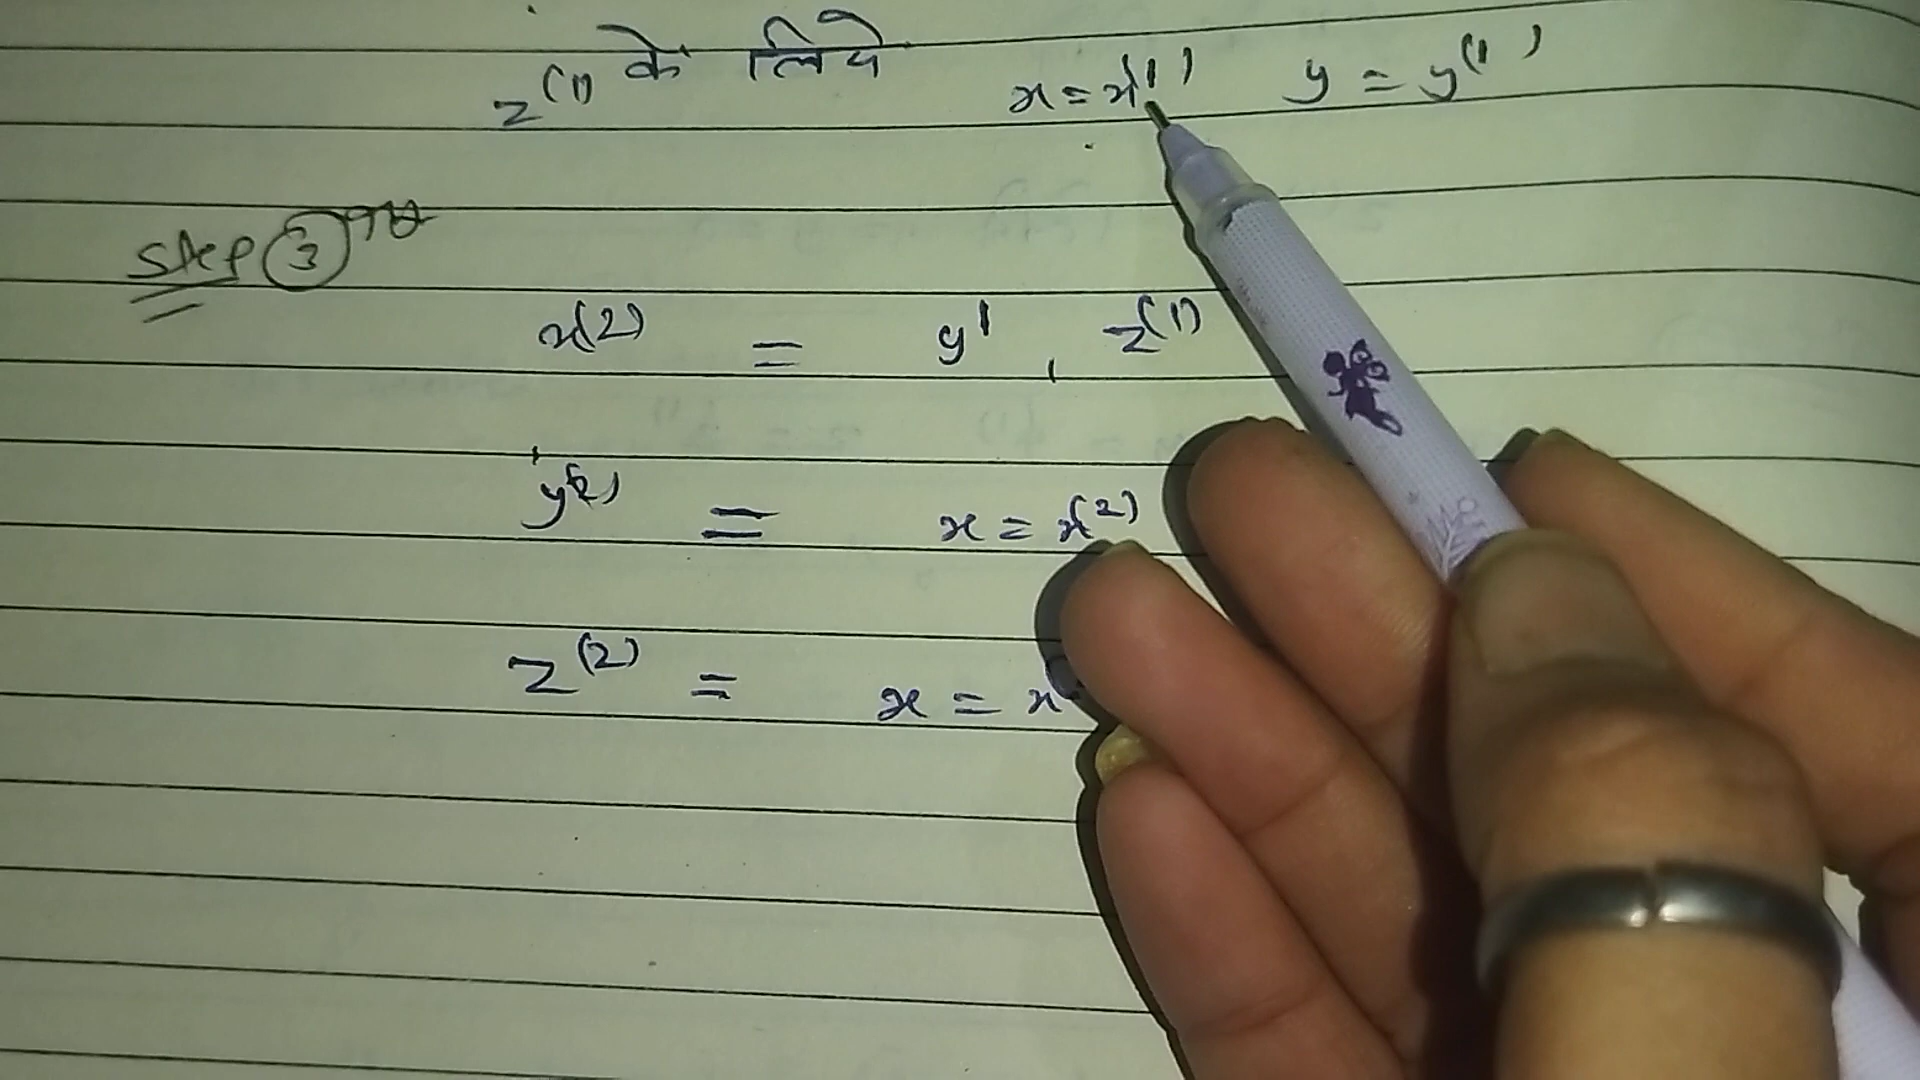 z(1) के लिये x = x(1) y = y(1)
Step 3
x(2) = y1, z(1)
y(2) = x = x(2)
z(2) = x = x